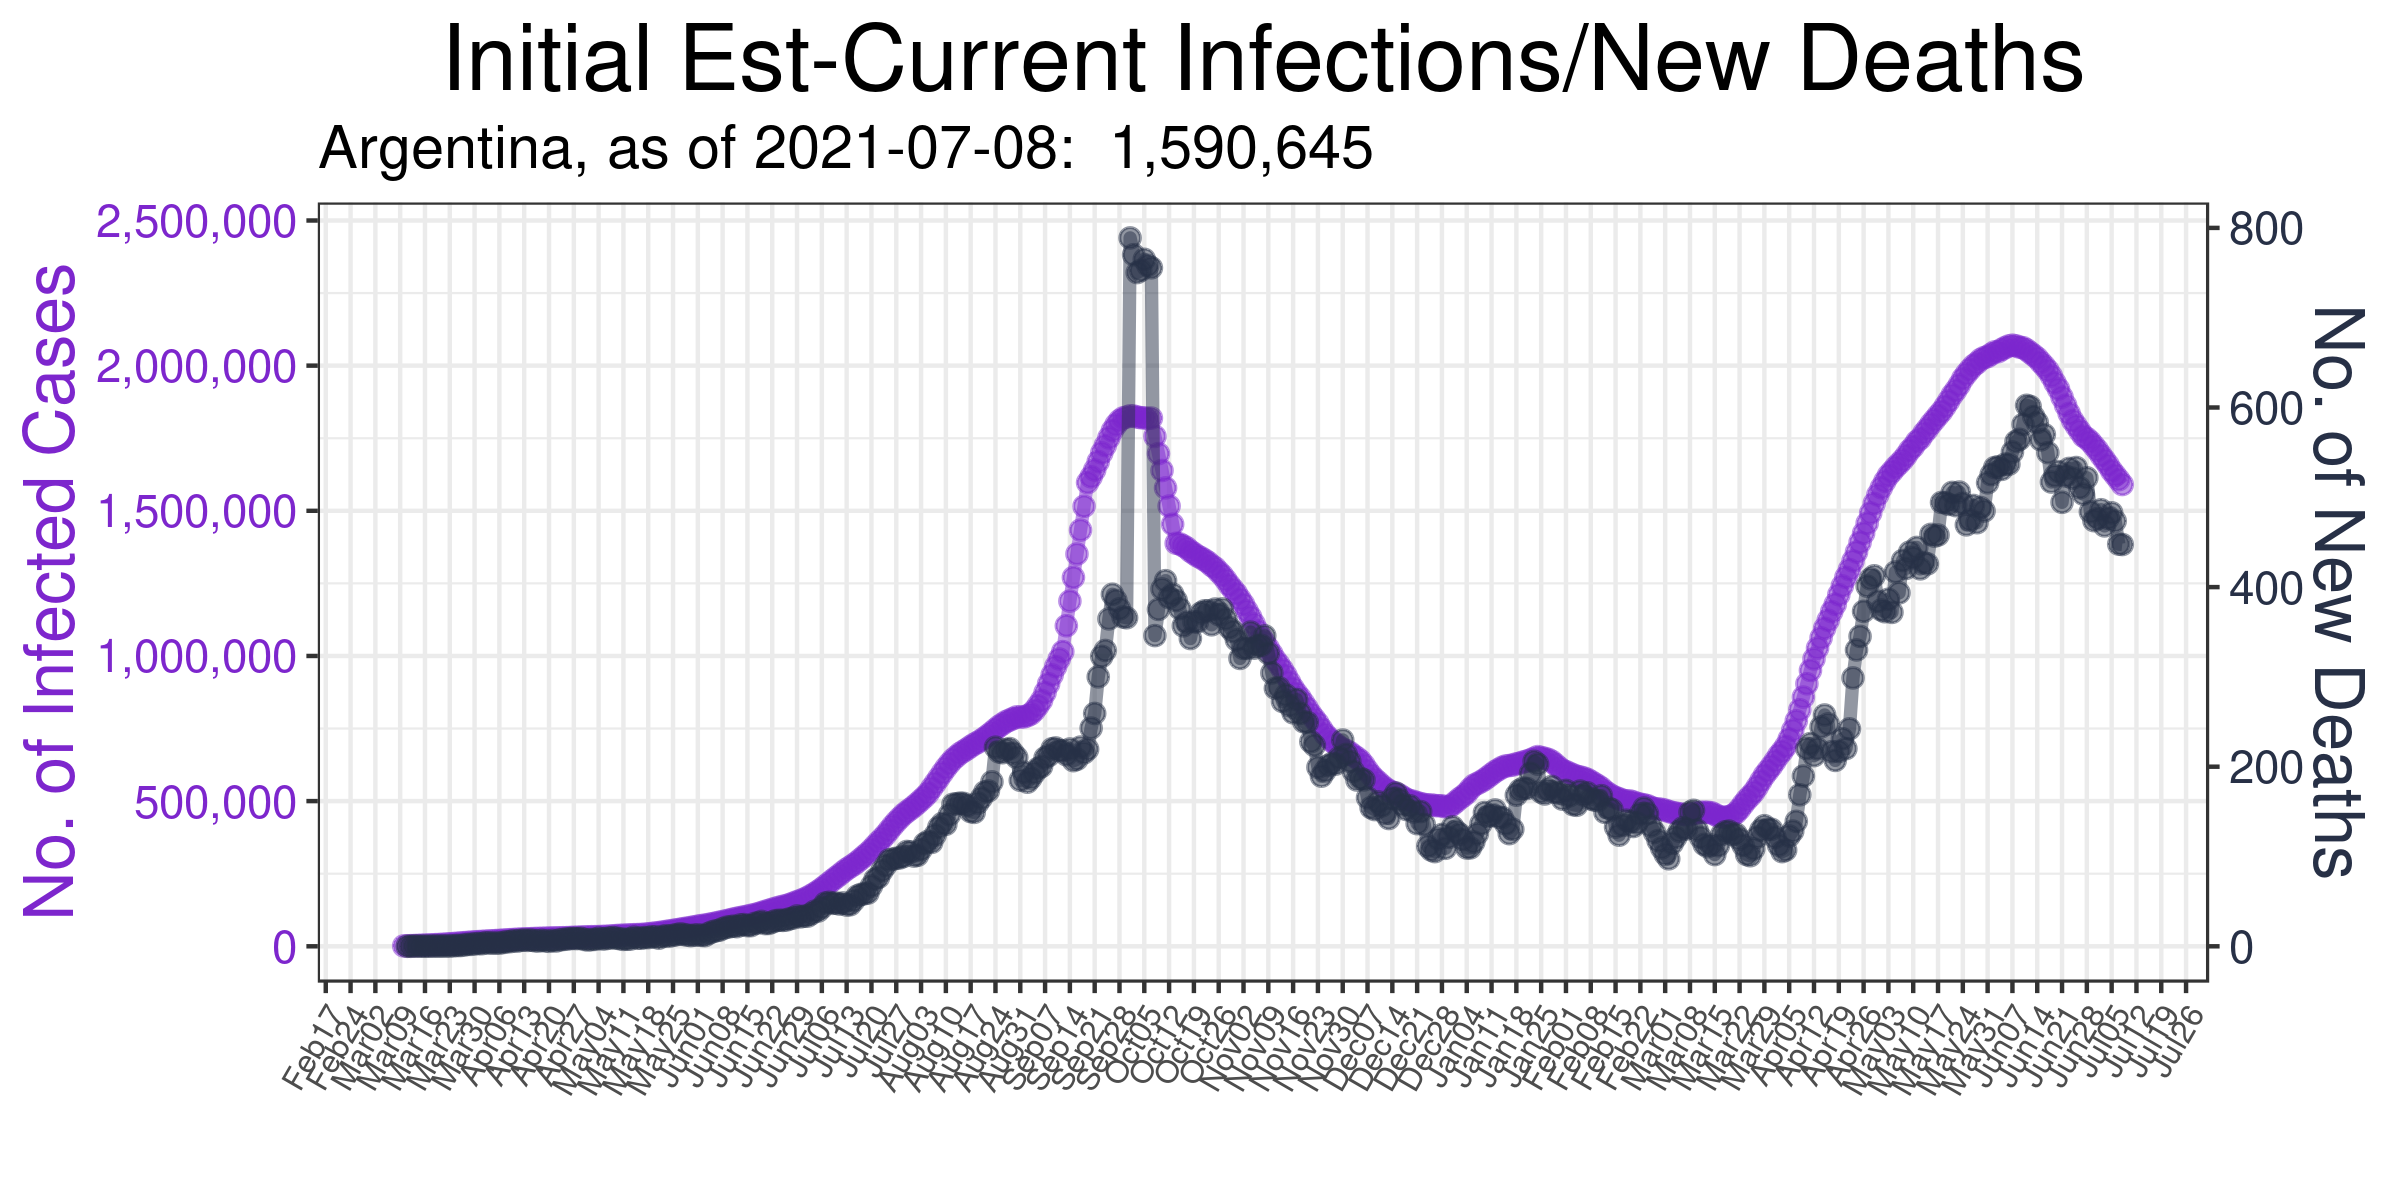 Initial Est-Current Infections/New Deaths
Argentina, as of 2021-07-08:  1,590,645
No. of Infected Cases
2,500,000
2,000,000
1,500,000
1,000,000
500,000
0
800
600
400
200
0
No. of New Deaths
Feb17
Feb24
Mar02
Mar09
Mar16
Mar23
Mar30
Apr06
Apr13
Apr20
Apr27
May04
May11
May18
May25
Jun01
Jun08
Jun15
Jun22
Jun29
Jul06
Jul13
Jul20
Jul27
Aug03
Aug10
Aug17
Aug24
Aug31
Sep07
Sep14
Sep21
Sep28
Oct05
Oct12
Oct19
Oct26
Nov02
Nov09
Nov16
Nov23
Nov30
Dec07
Dec14
Dec21
Dec28
Jan04
Jan11
Jan18
Jan25
Feb01
Feb08
Feb15
Feb22
Mar01
Mar08
Mar15
Mar22
Mar29
Apr05
Apr12
Apr19
Apr26
May03
May10
May17
May24
May31
Jun07
Jun14
Jun21
Jun28
Jul05
Jul12
Jul19
Jul26